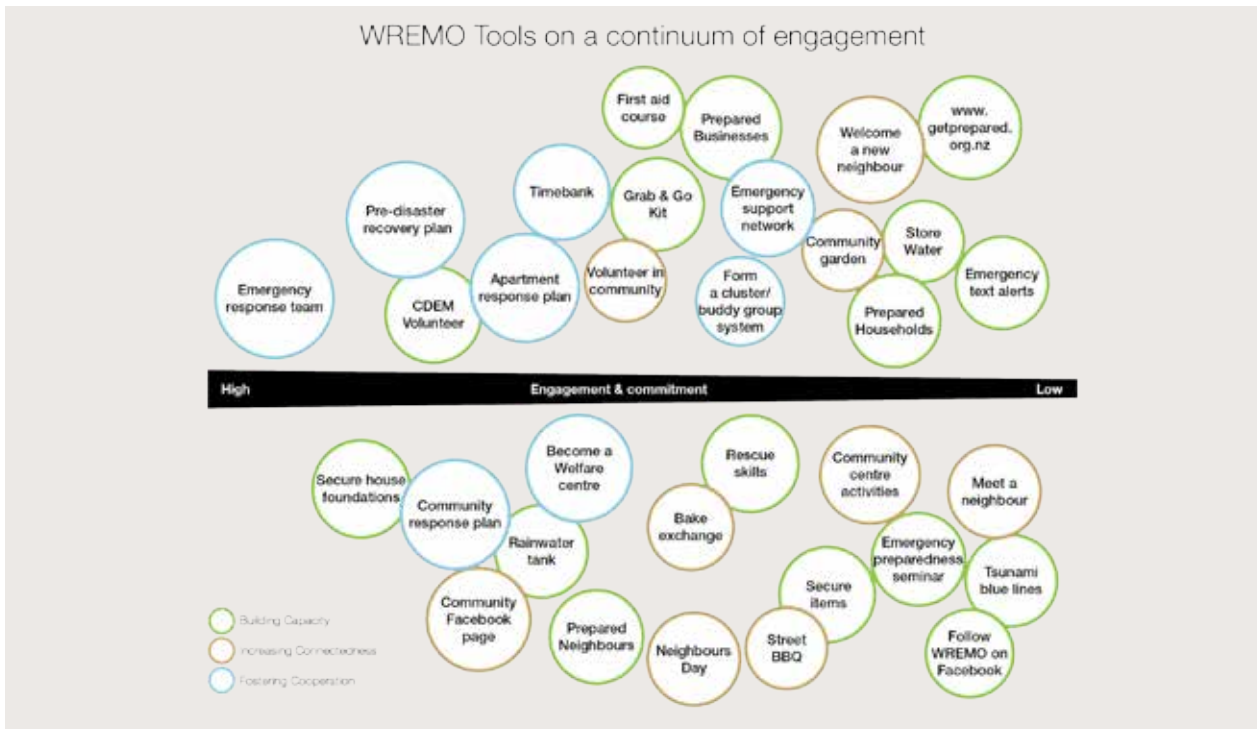 WREMO Tools on a continuum of engagement
First aid
course
Prepared
Businesses
Welcome
a new
neighbour
www.
getprepared.
org.nz
Pre-disaster
recovery plan
Timebank
Grab & Go
Kit
Emergency
support
network
Community
garden
Store
Water
Emergency
response team
CDEM
Volunteer
Apartment
response plan
Volunteer in
community
Form
a cluster/
buddy group
system
Prepared
Households
Emergency
text alerts
High
Engagement & commitment
Low
Secure house
foundations
Community
response plan
Become a
Welfare
centre
Rainwater
tank
Rescue
skills
Bake
exchange
Community
centre
activities
Meet a
neighbour
Emergency
preparedness
seminar
Tsunami
blue lines
Secure
items
Community
Facebook
page
Prepared
Neighbours
Neighbours
Day
Street
BBQ
Follow
WREMO on
Facebook
Building Capacity
Increasing Connectedness
Fostering Cooperation